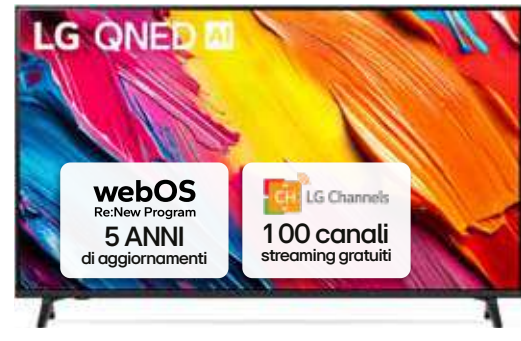 LG QNED AI
webOS
Re:New Program
5 ANNI
di aggiornamenti
CH LG Channels
100 canali
streaming gratuiti